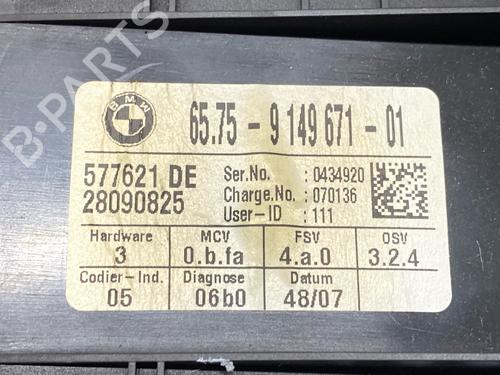 B-PARTS
BMW
65.75 - 9 149 671 - 01
577621 DE
28090825
Ser.No. : 0434920
Charge.No. : 070136
User-ID : 111
Hardware MCV FSV OSV
3 0.b.fa 4.a.0 3.2.4
Codier-Ind. Diagnose Datum
05 06b0 48/07